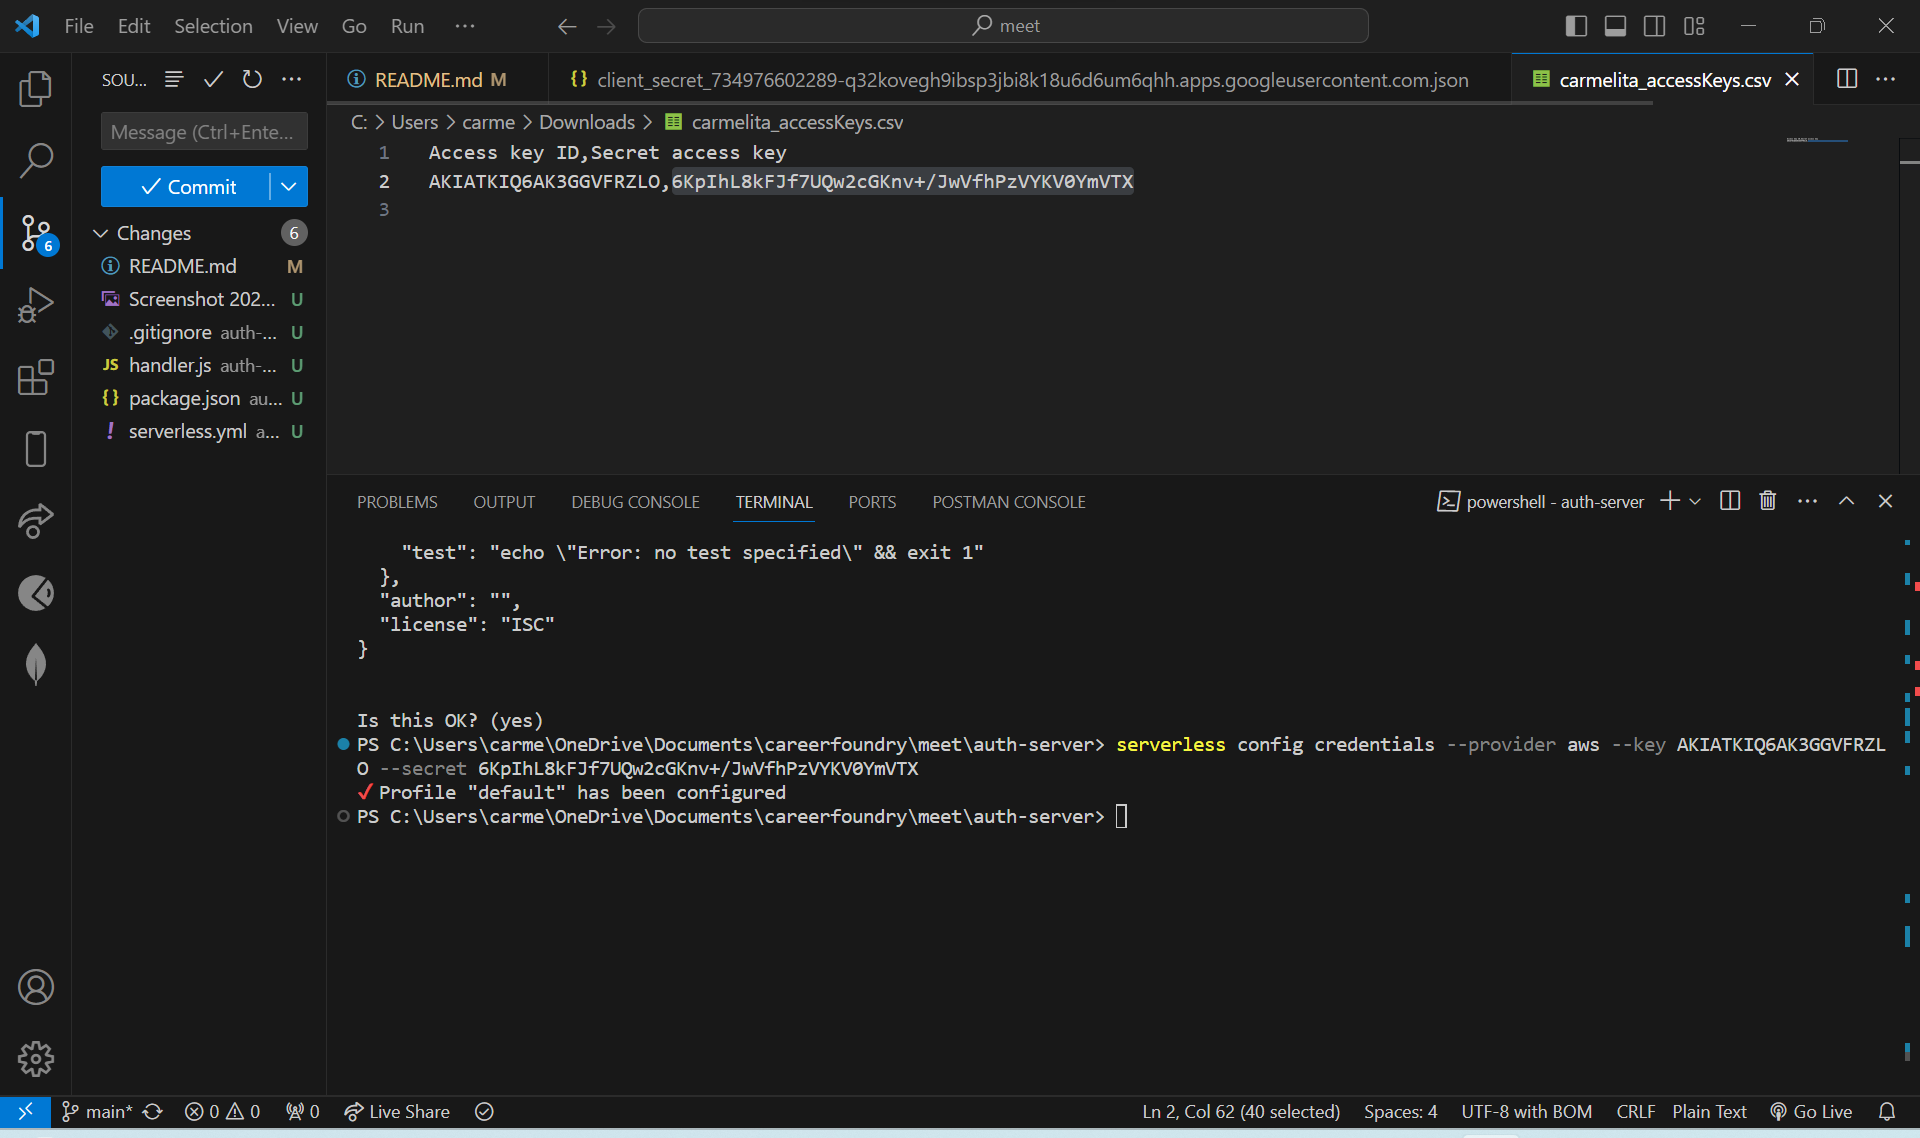 File Edit Selection View Go Run ··· meet
SOU... ···
README.md M
client_secret_734976602289-q32kovegh9ibsp3jbi8k18u6d6um6qhh.apps.googleusercontent.com.json
carmelita_accessKeys.csv
Message (Ctrl+Ente...
Commit
Changes 6
README.md M
Screenshot 202... U
.gitignore auth-... U
JS handler.js auth-... U
{} package.json au... U
! serverless.yml a... U
6
C: > Users > carme > Downloads > carmelita_accessKeys.csv
1 Access key ID,Secret access key
2 AKIATKIQ6AK3GGVFRZLO,6KpIhL8kFJf7UQw2cGKnv+/JwVfhPzVYKV0YmVTX
3
PROBLEMS OUTPUT DEBUG CONSOLE TERMINAL PORTS POSTMAN CONSOLE powershell - auth-server
"test": "echo \"Error: no test specified\" && exit 1"
},
"author": "",
"license": "ISC"
}
Is this OK? (yes)
PS C:\Users\carme\OneDrive\Documents\careerfoundry\meet\auth-server> serverless config credentials --provider aws --key AKIATKIQ6AK3GGVFRZL
O --secret 6KpIhL8kFJf7UQw2cGKnv+/JwVfhPzVYKV0YmVTX
✓ Profile "default" has been configured
PS C:\Users\carme\OneDrive\Documents\careerfoundry\meet\auth-server>
main* 0 0 0 Live Share Ln 2, Col 62 (40 selected) Spaces: 4 UTF-8 with BOM CRLF Plain Text Go Live